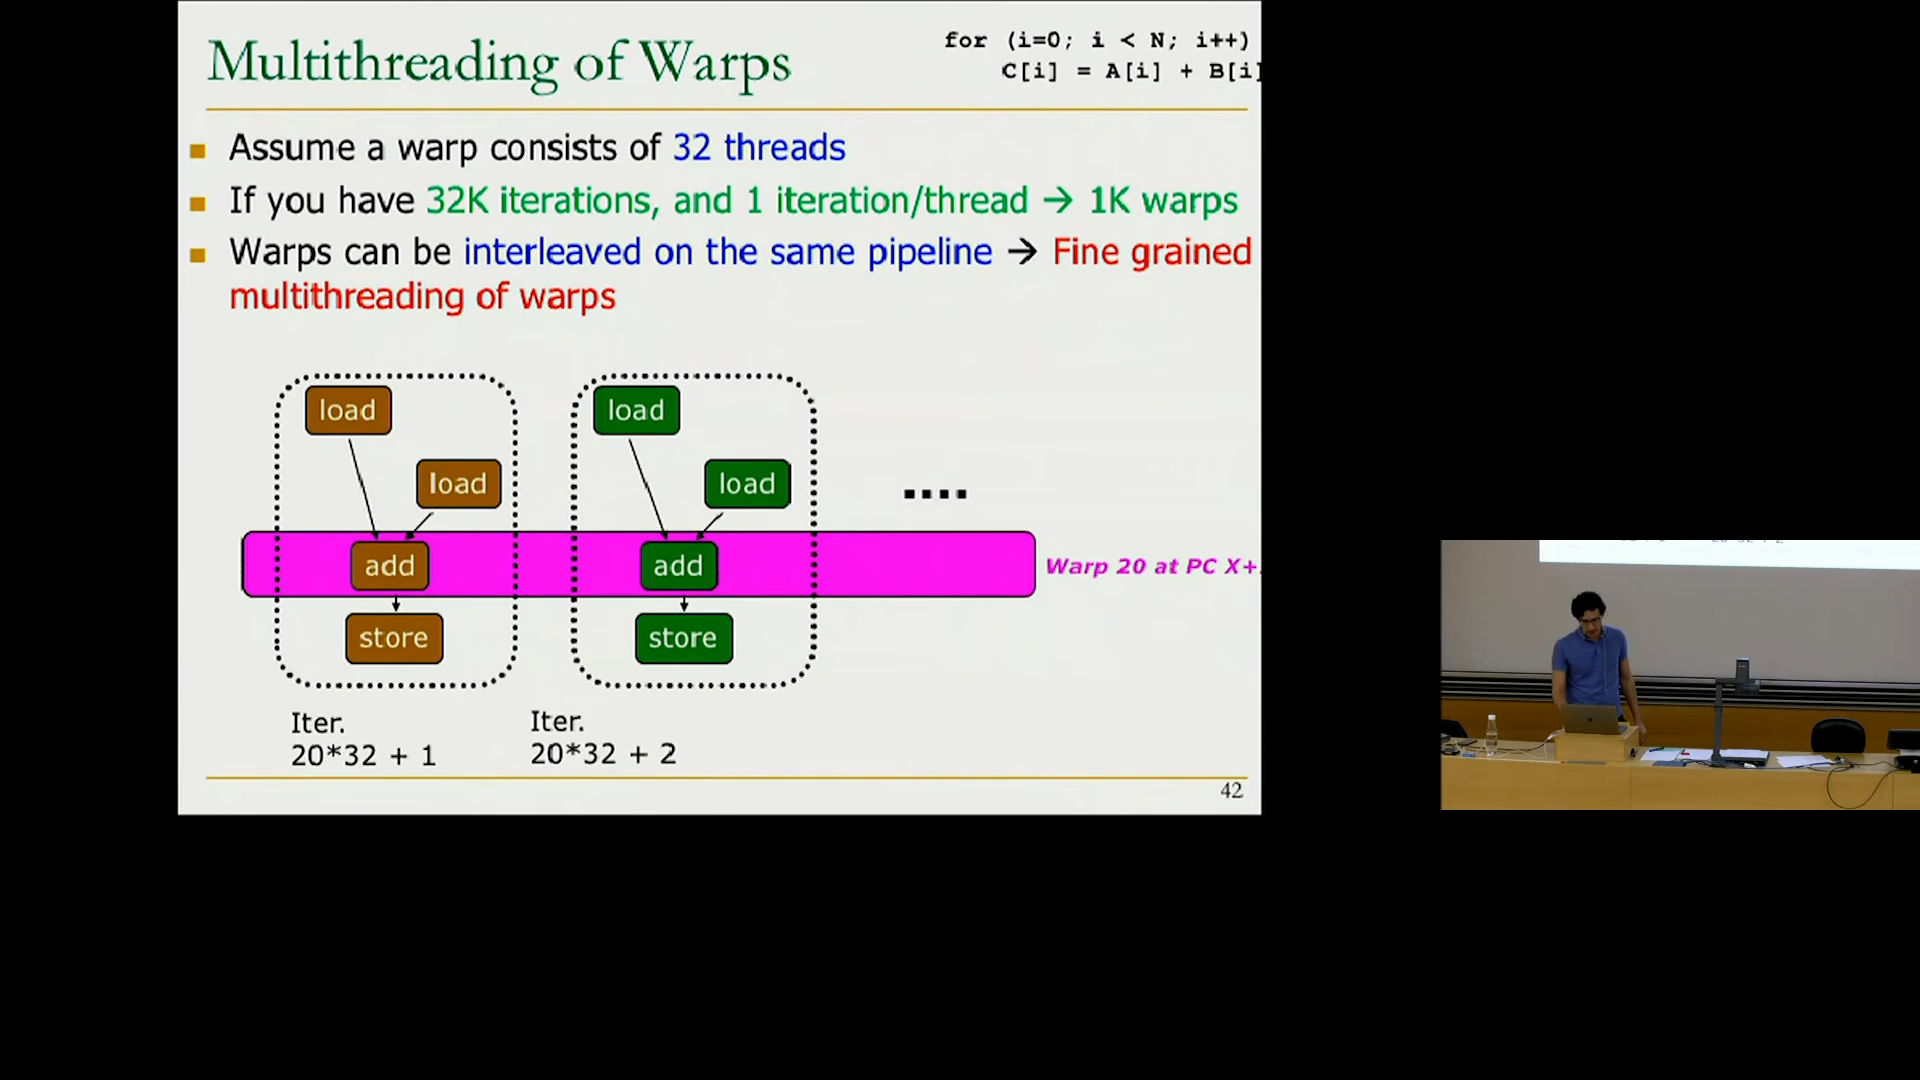 Multithreading of Warps
for (i=0; i < N; i++)
C[i] = A[i] + B[i]
Assume a warp consists of 32 threads
If you have 32K iterations, and 1 iteration/thread → 1K warps
Warps can be interleaved on the same pipeline → Fine grained
multithreading of warps
load load
load load
....
add add Warp 20 at PC X+
store store
Iter. Iter.
20*32 + 1 20*32 + 2
42